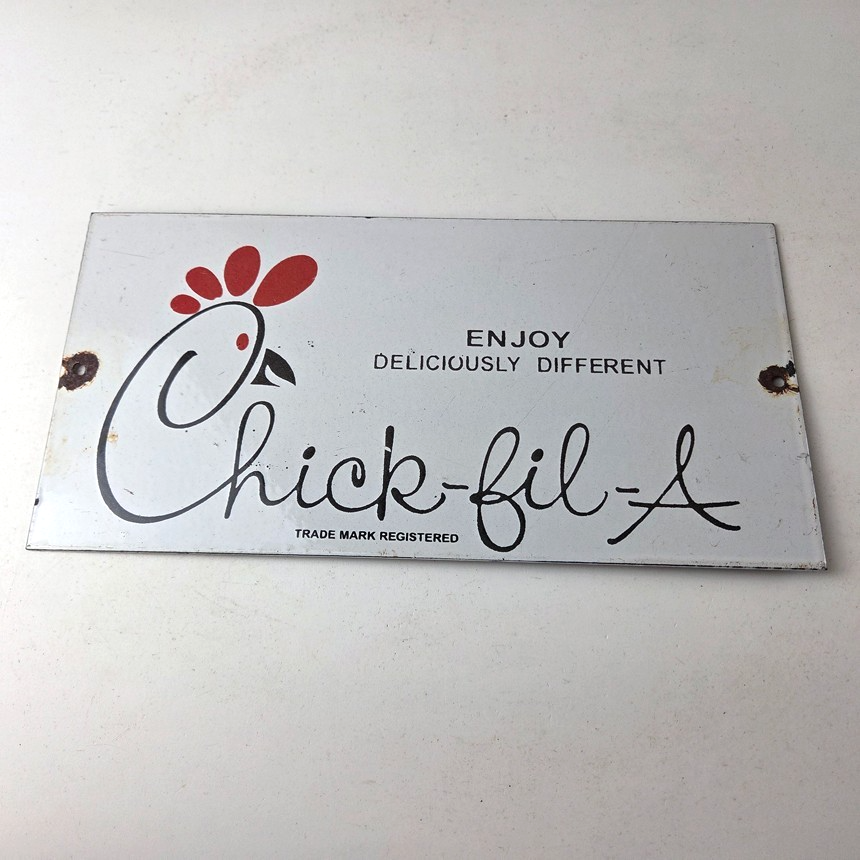 ENJOY
DELICIOUSLY DIFFERENT
Chick-fil-A
TRADE MARK REGISTERED